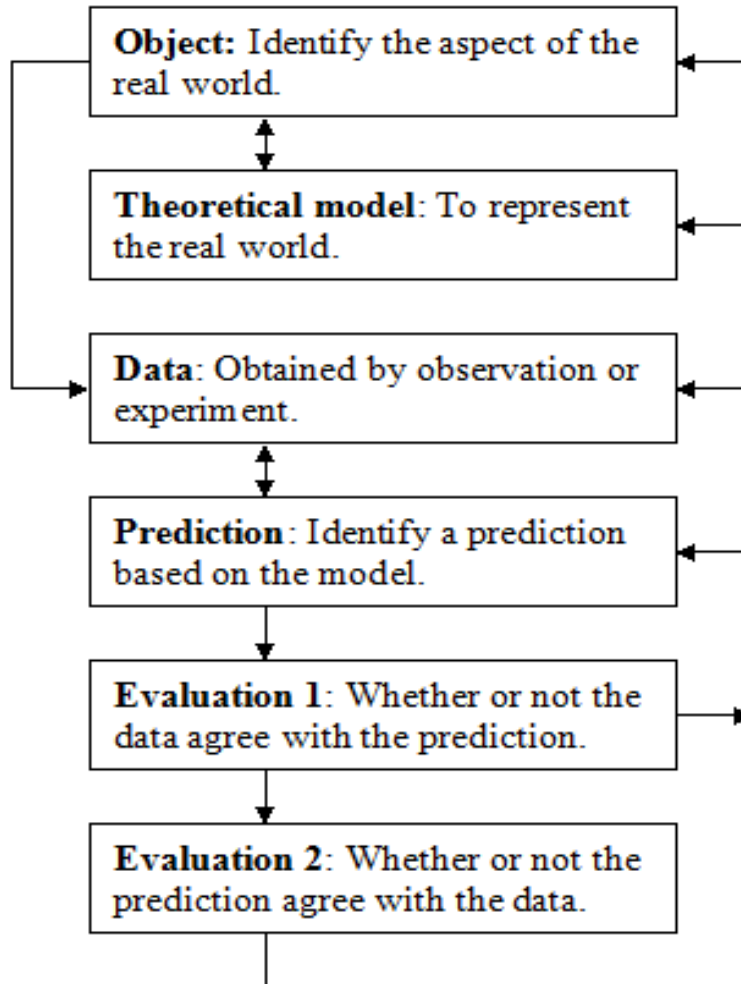 Object: Identify the aspect of the
real world.
Theoretical model: To represent
the real world.
Data: Obtained by observation or
experiment.
Prediction: Identify a prediction
based on the model.
Evaluation 1: Whether or not the
data agree with the prediction.
Evaluation 2: Whether or not the
prediction agree with the data.